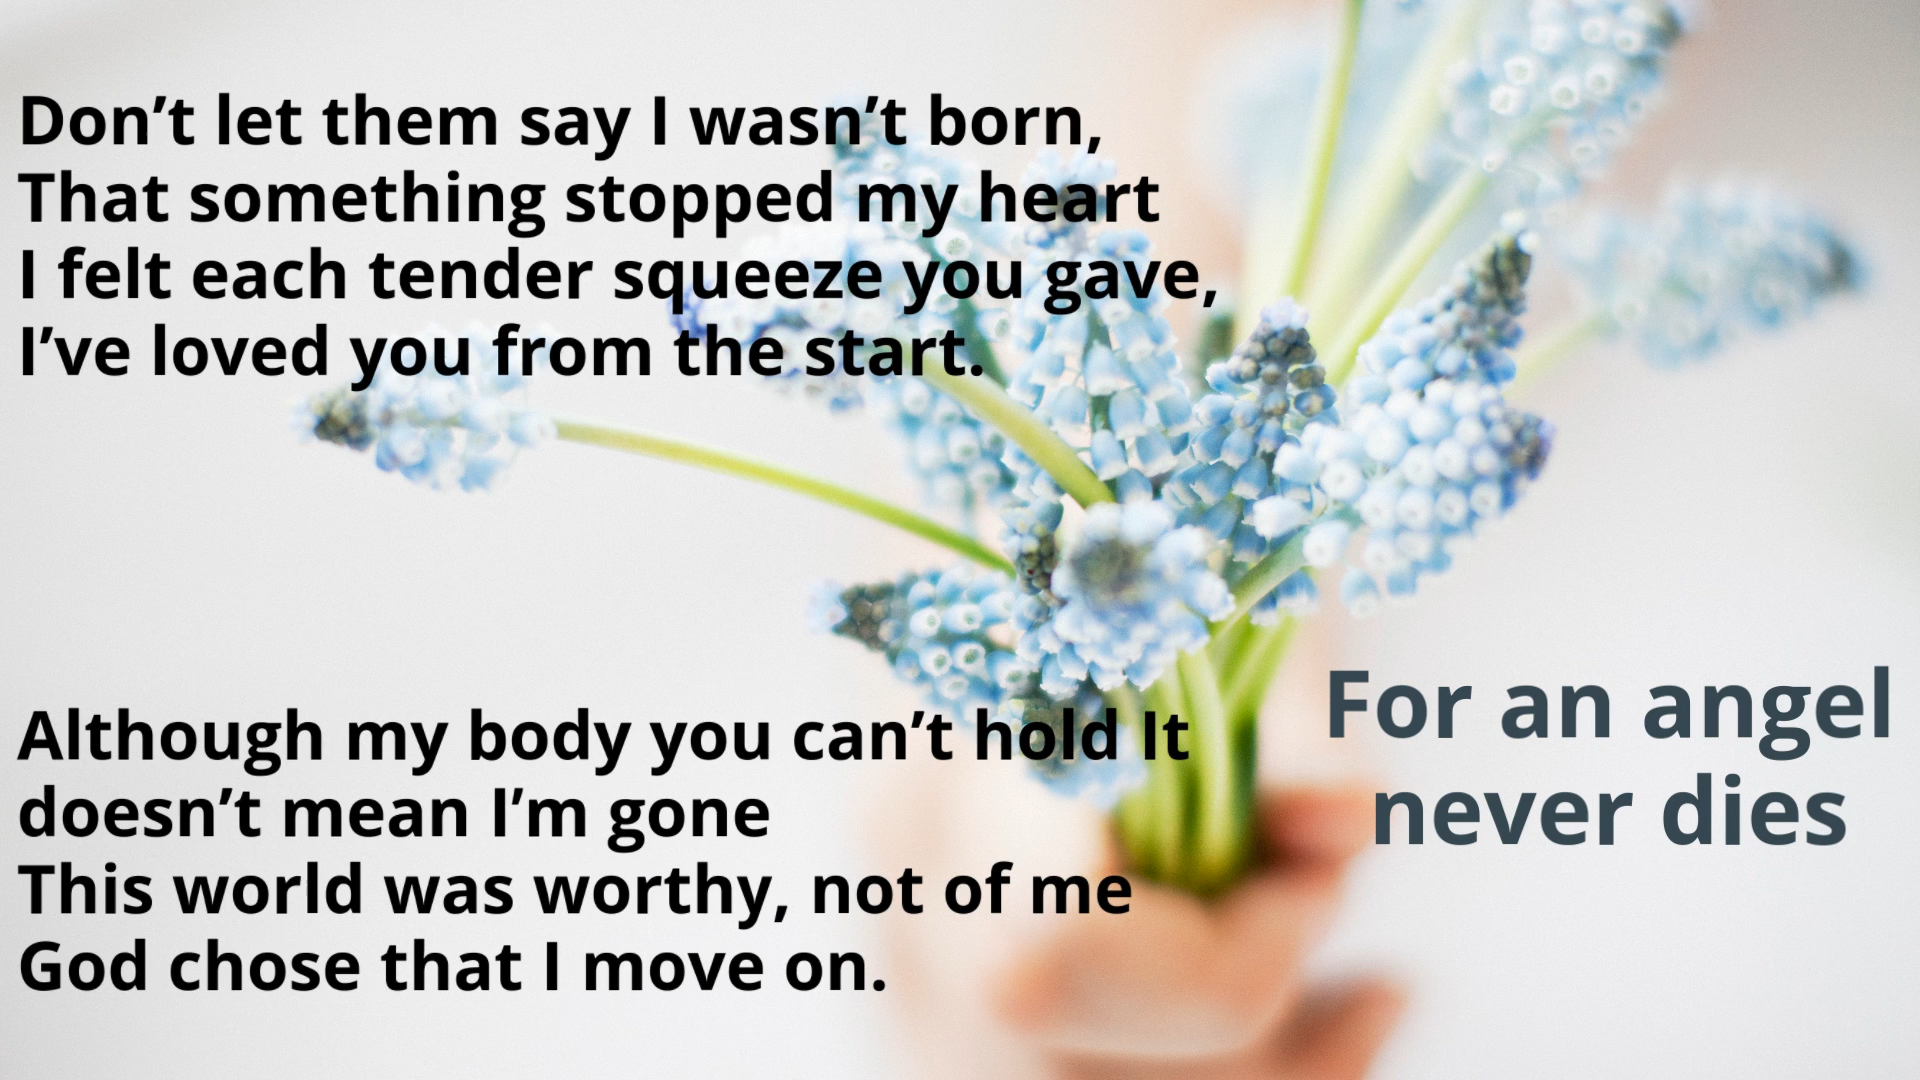 Don’t let them say I wasn’t born,
That something stopped my heart
I felt each tender squeeze you gave,
I’ve loved you from the start.
Although my body you can’t hold It
doesn’t mean I’m gone
This world was worthy, not of me
God chose that I move on.
For an angel
never dies